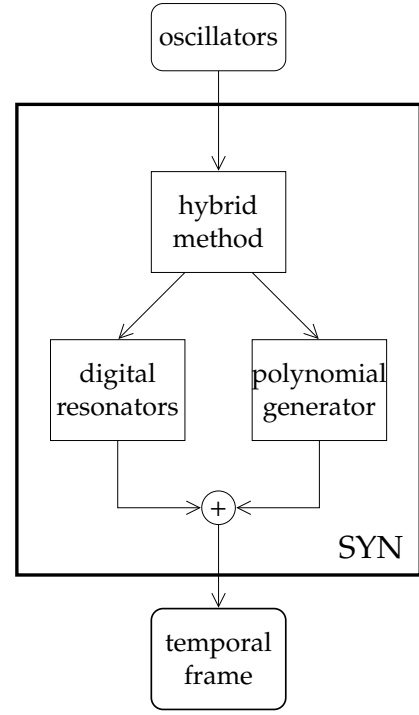 oscillators
hybrid
method
digital
resonators
polynomial
generator
+
SYN
temporal
frame